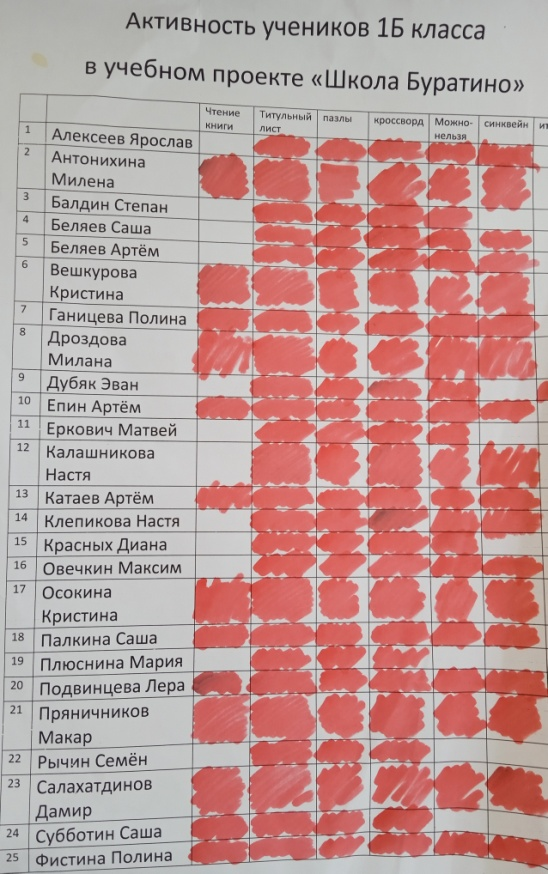 Активность учеников 1Б класса
в учебном проекте «Школа Буратино»
Чтение книги Титульный лист пазлы кроссворд Можно-нельзя синквейн
1 Алексеев Ярослав
2 Антонихина
Милена
3 Балдин Степан
4 Беляев Саша
5 Беляев Артём
6 Вешкурова
Кристина
7 Ганицева Полина
8 Дроздова
Милана
9 Дубяк Эван
10 Епин Артём
11 Еркович Матвей
12 Калашникова
Настя
13 Катаев Артём
14 Клепикова Настя
15 Красных Диана
16 Овечкин Максим
17 Осокина
Кристина
18 Палкина Саша
19 Плюснина Мария
20 Подвинцева Лера
21 Пряничников
Макар
22 Рычин Семён
23 Салахатдинов
Дамир
24 Субботин Саша
25 Фистина Полина